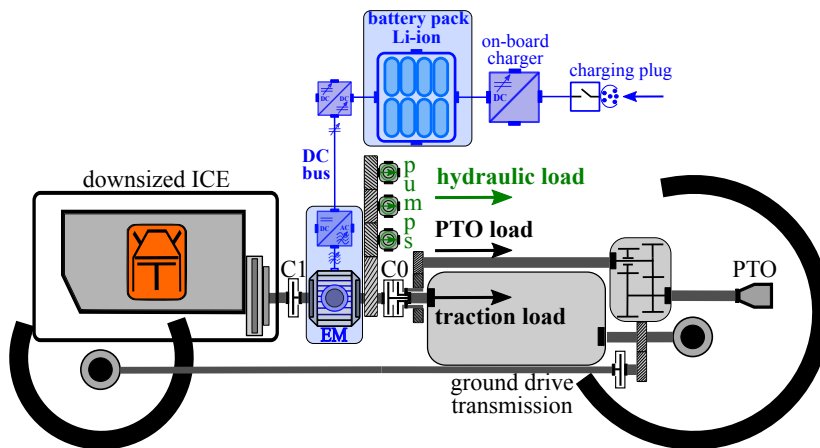 battery pack
Li-ion
on-board
charger
charging plug
DC
DC
DC
DC
bus
downsized ICE
pumps
hydraulic load
PTO load
DC
AC
C1
C0
PTO
traction load
EM
ground drive
transmission